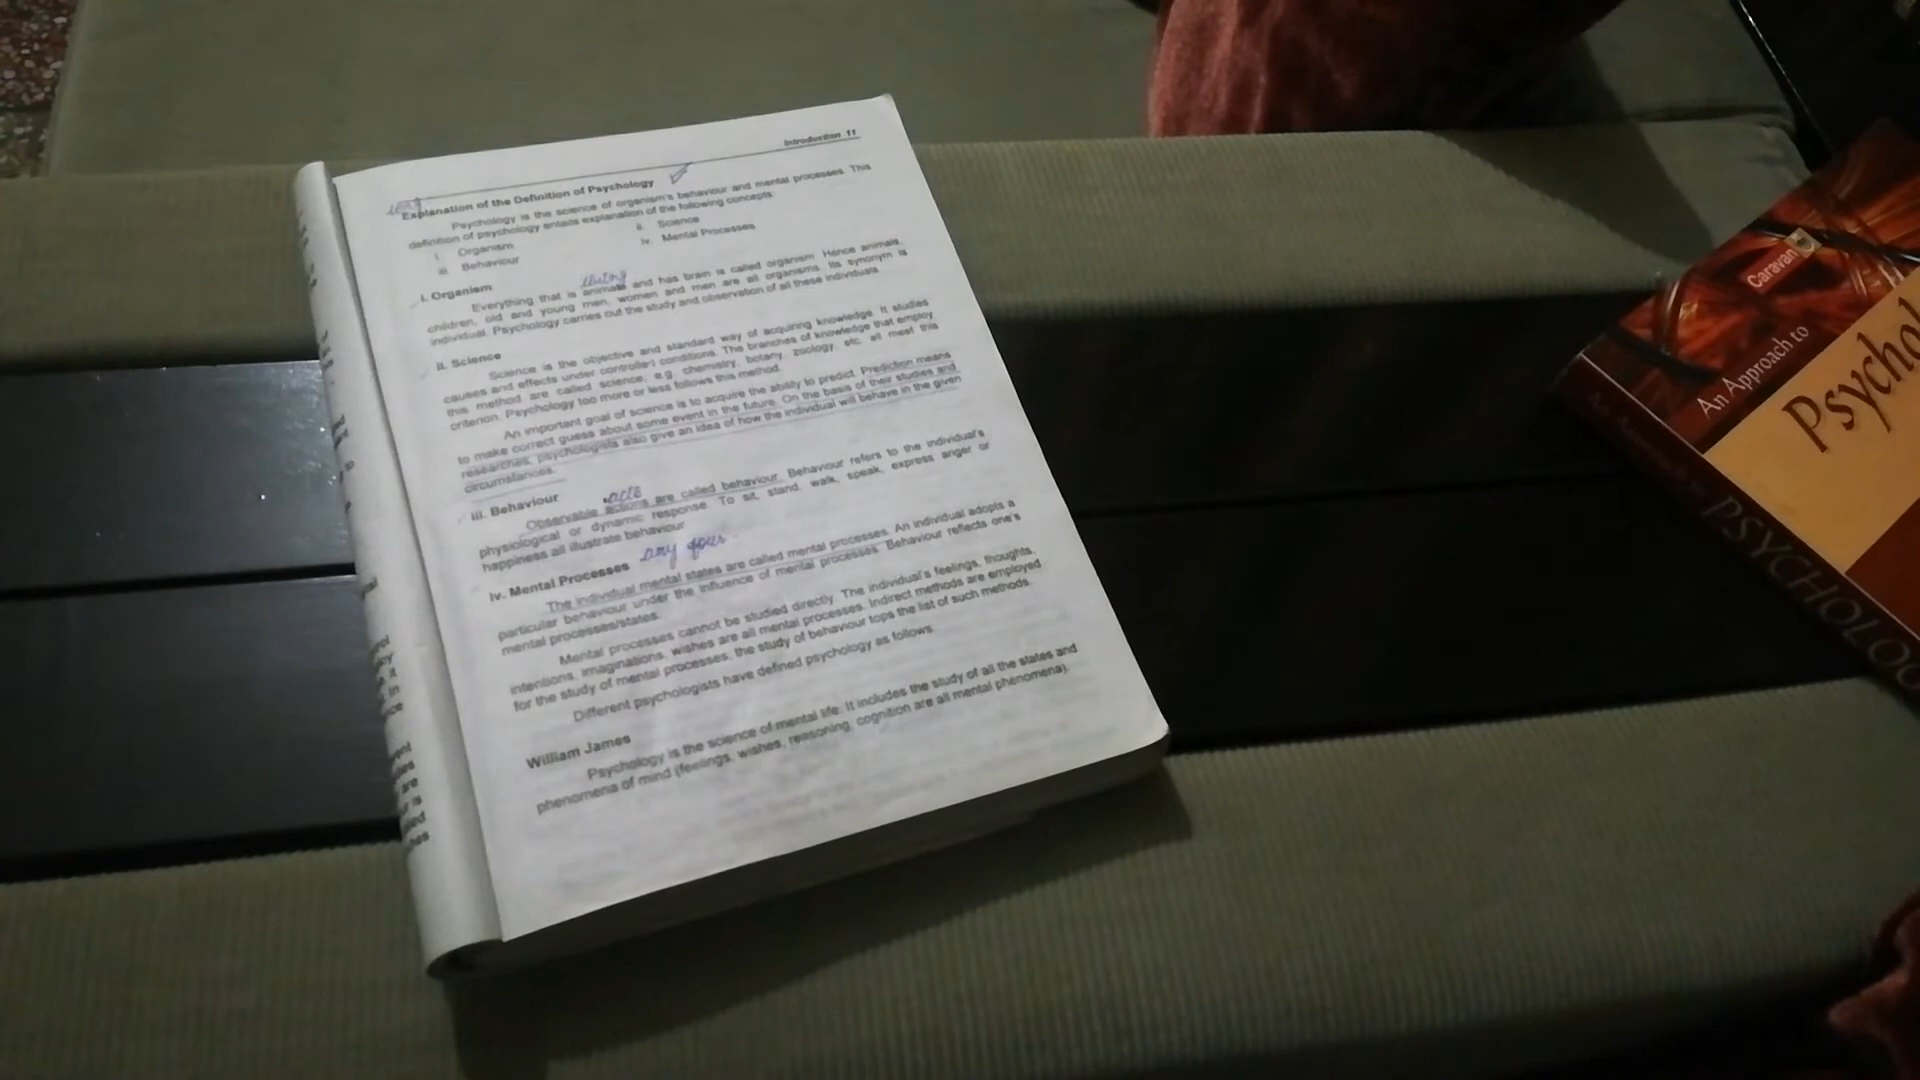 Introduction 11
Explanation of the Definition of Psychology
Psychology is the science of organism's behaviour and mental processes. This
definition of psychology entails explanation of the following concepts:
i. Organism
ii. Science
iii. Behaviour
iv. Mental Processes
i. Organism
living
Everything that is animate and has brain is called organism. Hence animals,
children, old and young men, women and men are all organisms. Its synonym is
individual. Psychology carries out the study and observation of all these individuals.
ii. Science
Science is the objective and standard way of acquiring knowledge. It studies
causes and effects under controlled conditions. The branches of knowledge that employ
this method are called science, e.g. chemistry, botany, zoology, etc. all meet this
criterion. Psychology too more or less follows this method.
An important goal of science is to acquire the ability to predict. Prediction means
to make correct guess about some event in the future. On the basis of their studies and
researches, psychologists also give an idea of how the individual will behave in the given
circumstances.
iii. Behaviour
acts
Observable actions are called behaviour. Behaviour refers to the individual's
physiological or dynamic response. To sit, stand, walk, speak, express anger or
happiness all illustrate behaviour
iv. Mental Processes
any
The individual mental states are called mental processes. An individual adopts a
particular behaviour under the influence of mental processes. Behaviour reflects one's
mental processes/states.
Mental processes cannot be studied directly. The individual's feelings, thoughts,
intentions, imaginations, wishes are all mental processes. Indirect methods are employed
for the study of mental processes; the study of behaviour tops the list of such methods.
Different psychologists have defined psychology as follows:
William James
Psychology is the science of mental life. It includes the study of all the states and
phenomena of mind (feelings, wishes, reasoning, cognition are all mental phenomena).
Caravan
An Approach to
Psychol
PSYCHOLOG